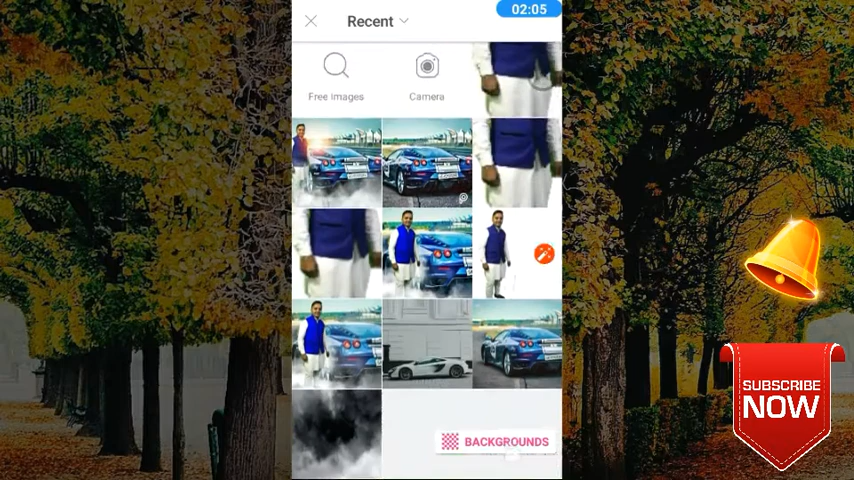 02:05
Recent
Free Images
Camera
BACKGROUNDS
SUBSCRIBE
NOW